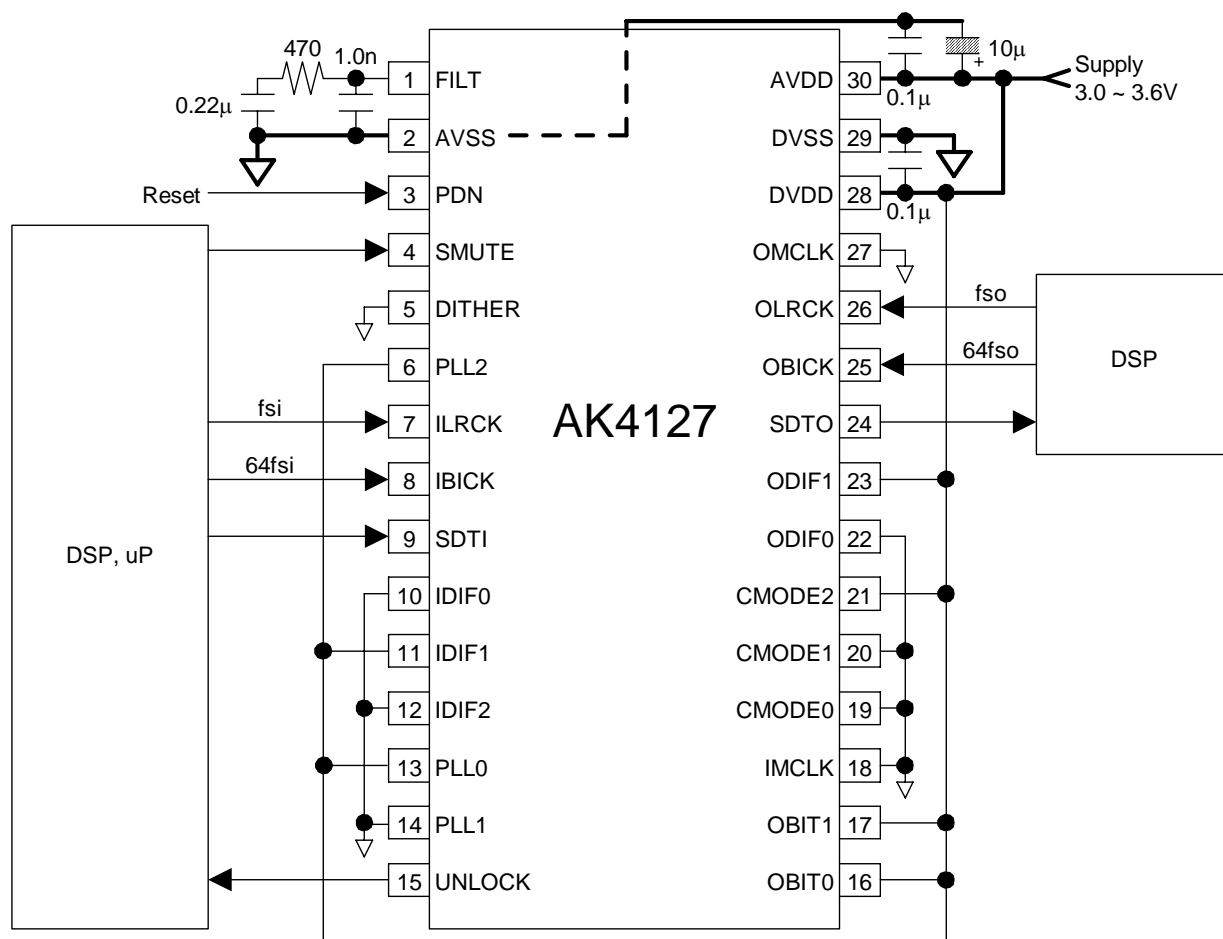 470
1.0n
0.22μ
Reset
1 FILT
2 AVSS
3 PDN
4 SMUTE
5 DITHER
6 PLL2
7 ILRCK
8 IBICK
9 SDTI
10 IDIF0
11 IDIF1
12 IDIF2
13 PLL0
14 PLL1
15 UNLOCK
fsi
64fsi
DSP, uP
AK4127
AVDD 30
DVSS 29
DVDD 28
OMCLK 27
OLRCK 26
OBICK 25
SDTO 24
ODIF1 23
ODIF0 22
CMODE2 21
CMODE1 20
CMODE0 19
IMCLK 18
OBIT1 17
OBIT0 16
10μ
+
0.1μ
0.1μ
Supply
3.0 ~ 3.6V
fso
64fso
DSP